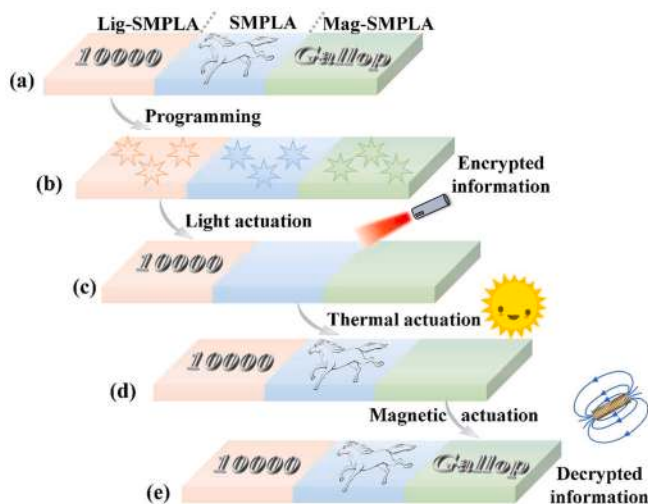 Lig-SMPLA SMPLA Mag-SMPLA
10000 Gallop
(a)
Programming
(b)
Encrypted
information
Light actuation
10000
(c)
Thermal actuation
10000
(d)
Magnetic actuation
10000 Gallop
(e)
Decrypted
information